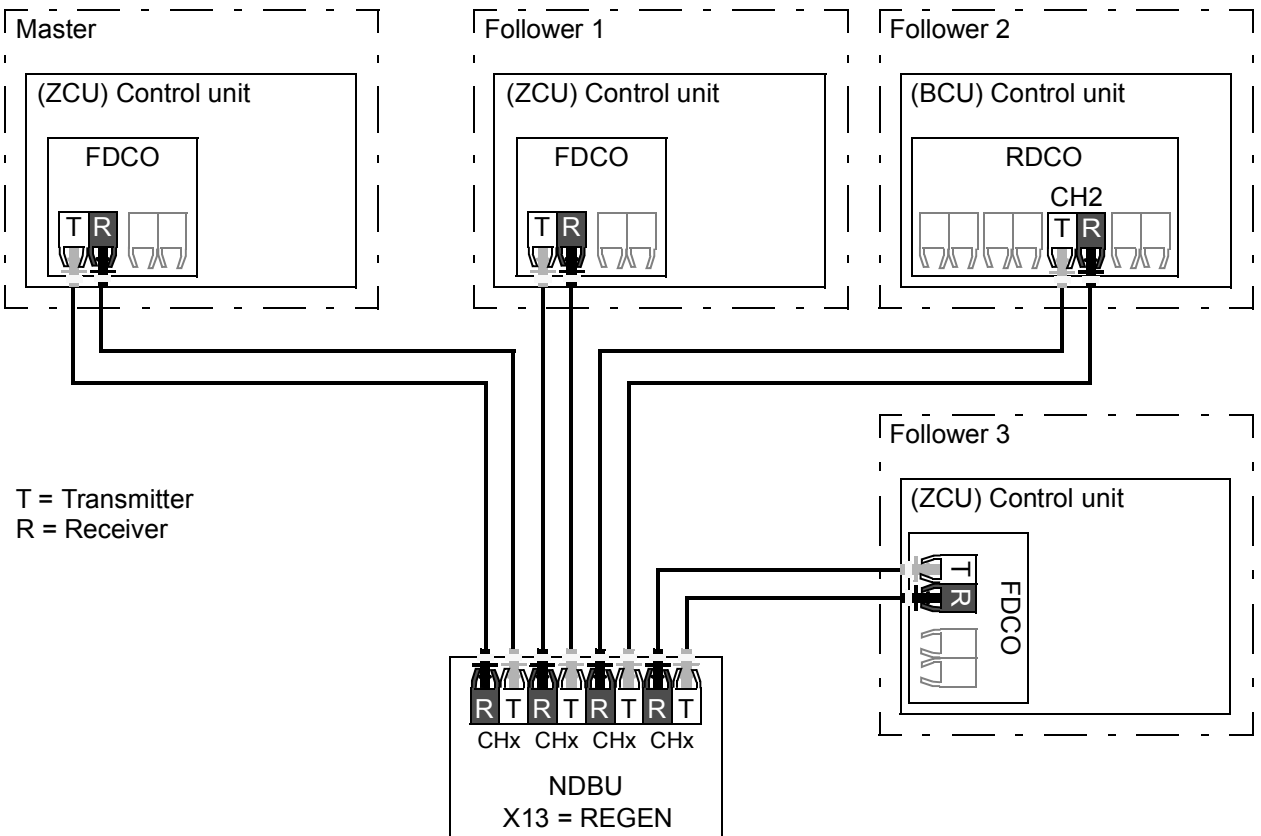 Master
(ZCU) Control unit
FDCO
T R
Follower 1
(ZCU) Control unit
FDCO
T R
Follower 2
(BCU) Control unit
RDCO
CH2
T R
Follower 3
(ZCU) Control unit
T
R
FDCO
T = Transmitter
R = Receiver
R T R T R T R T
CHx CHx CHx CHx
NDBU
X13 = REGEN